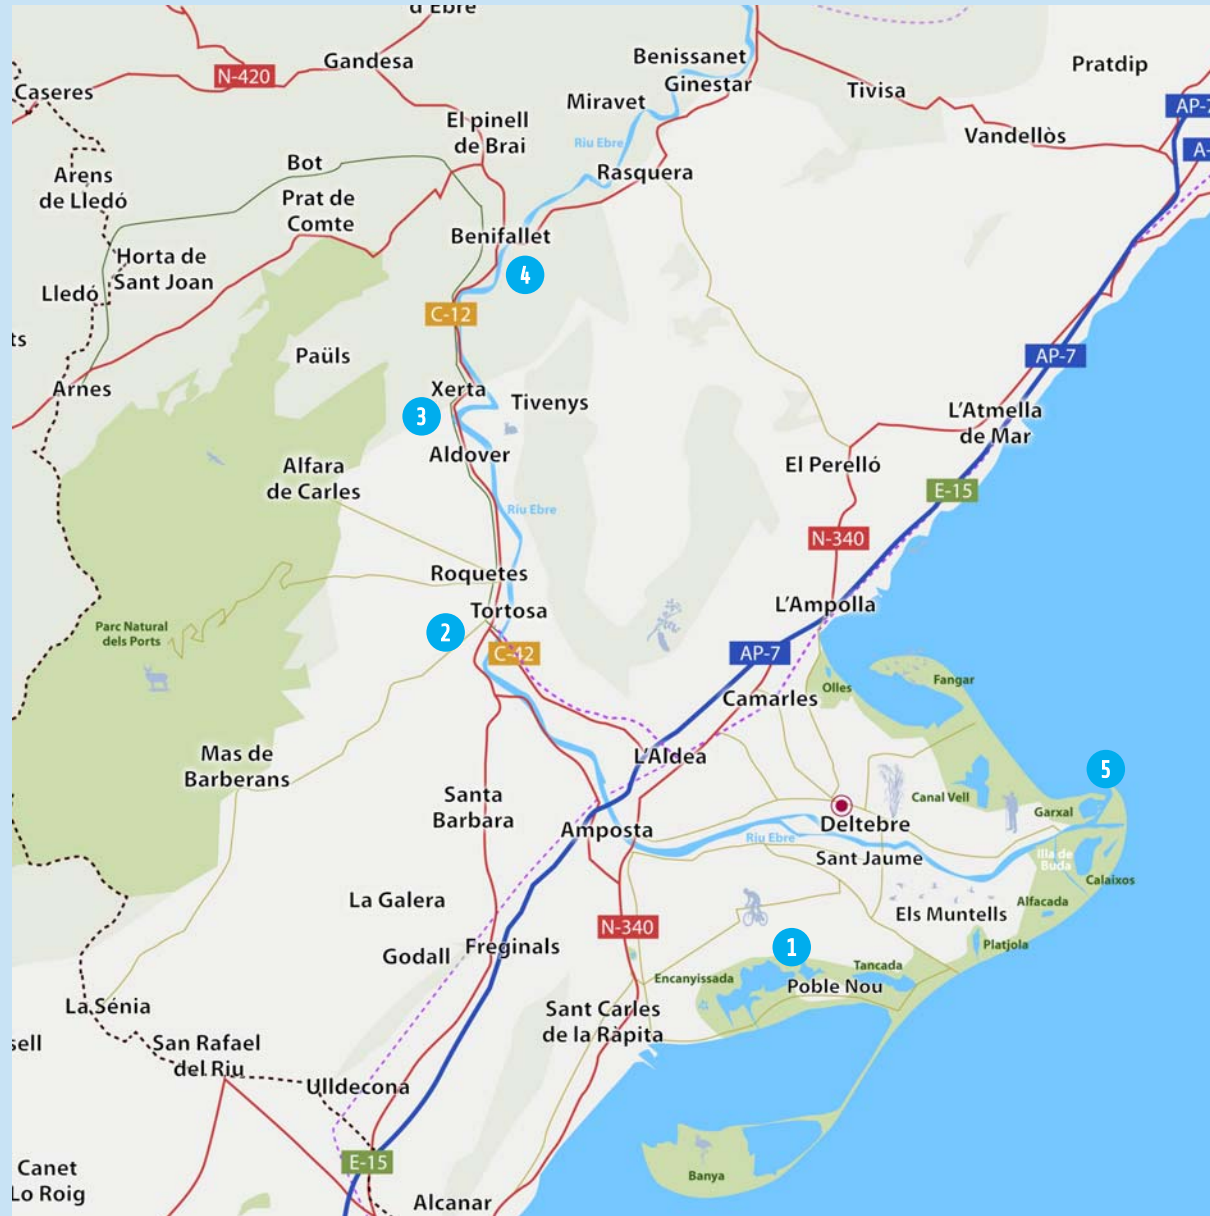 d'Ebre
Benissanet
Ginestar
Pratdip
Gandesa
N-420
Caseres
Tivisa
Miravet
AP-7
El pinell
de Brai
Vandellòs
Riu Ebre
A-
Bot
Rasquera
Arens
de Lledó
Prat de
Comte
Benifallet
4
Horta de
Sant Joan
Lledó
C-12
ts
Paüls
AP-7
Arnes
Xerta
3
Tivenys
L'Atmella
de Mar
Aldover
El Perelló
Alfara
de Carles
E-15
Riu Ebre
N-340
Roquetes
L'Ampolla
Tortosa
2
Parc Natural
dels Ports
C-42
AP-7
Olles
Fangar
Camarles
L'Aldea
Mas de
Barberans
5
Santa
Barbara
Canal Vell
Garxal
Amposta
Deltebre
Riu Ebre
Sant Jaume
Illa de
Buda
Calaixos
La Galera
Alfacada
Els Muntells
N-340
Freginals
Godall
1
Platjola
Tancada
Encanyissada
Poble Nou
La Sénia
Sant Carles
de la Ràpita
sell
San Rafael
del Riu
Ulldecona
E-15
Canet
Lo Roig
Banya
Alcanar